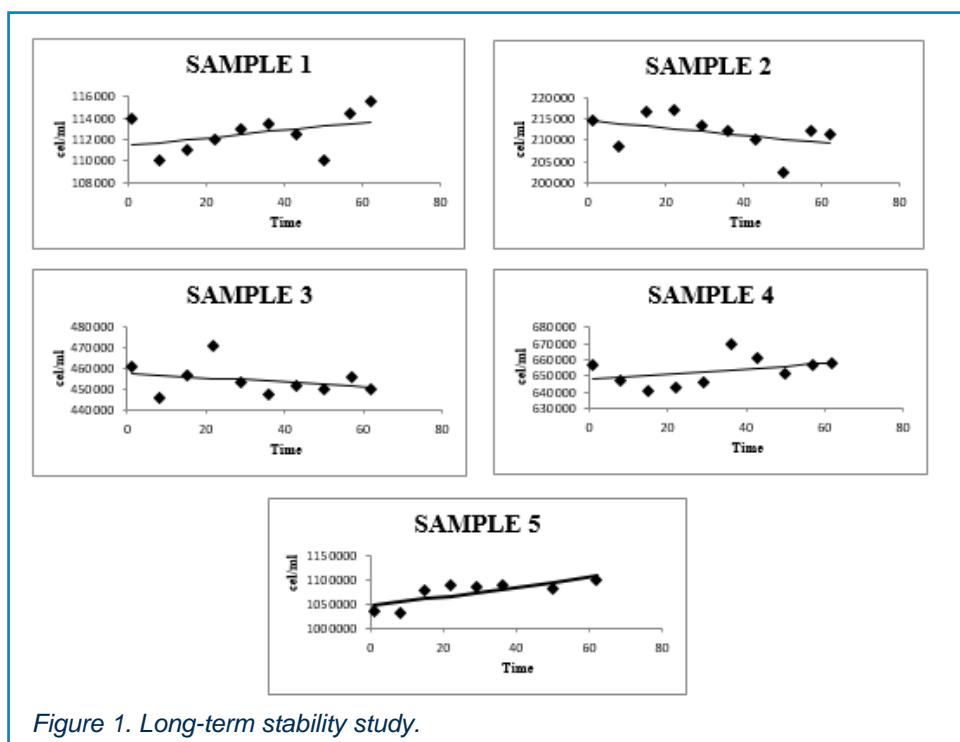 SAMPLE 1
cel/ml
116000
114000
112000
110000
108000
0 20 40 60 80
Time
SAMPLE 2
cel/ml
220000
215000
210000
205000
200000
0 20 40 60 80
Time
SAMPLE 3
cel/ml
480000
470000
460000
450000
440000
0 20 40 60 80
Time
SAMPLE 4
cel/ml
680000
670000
660000
650000
640000
630000
0 20 40 60 80
Time
SAMPLE 5
cel/ml
1150000
1100000
1050000
1000000
0 20 40 60 80
Time
Figure 1. Long-term stability study.